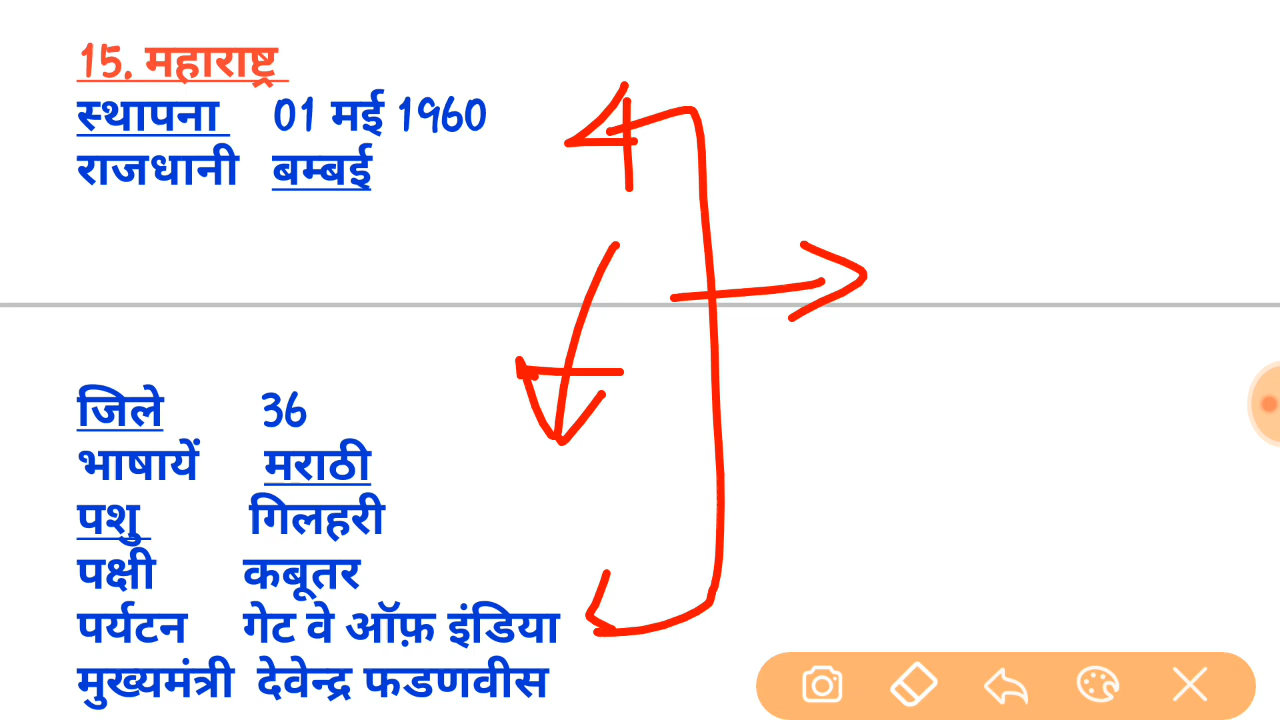 15. महाराष्ट्र
स्थापना 01 मई 1960
राजधानी बम्बई
जिले 36
भाषायें मराठी
पशु गिलहरी
पक्षी कबूतर
पर्यटन गेट वे ऑफ़ इंडिया
मुख्यमंत्री देवेन्द्र फडणवीस